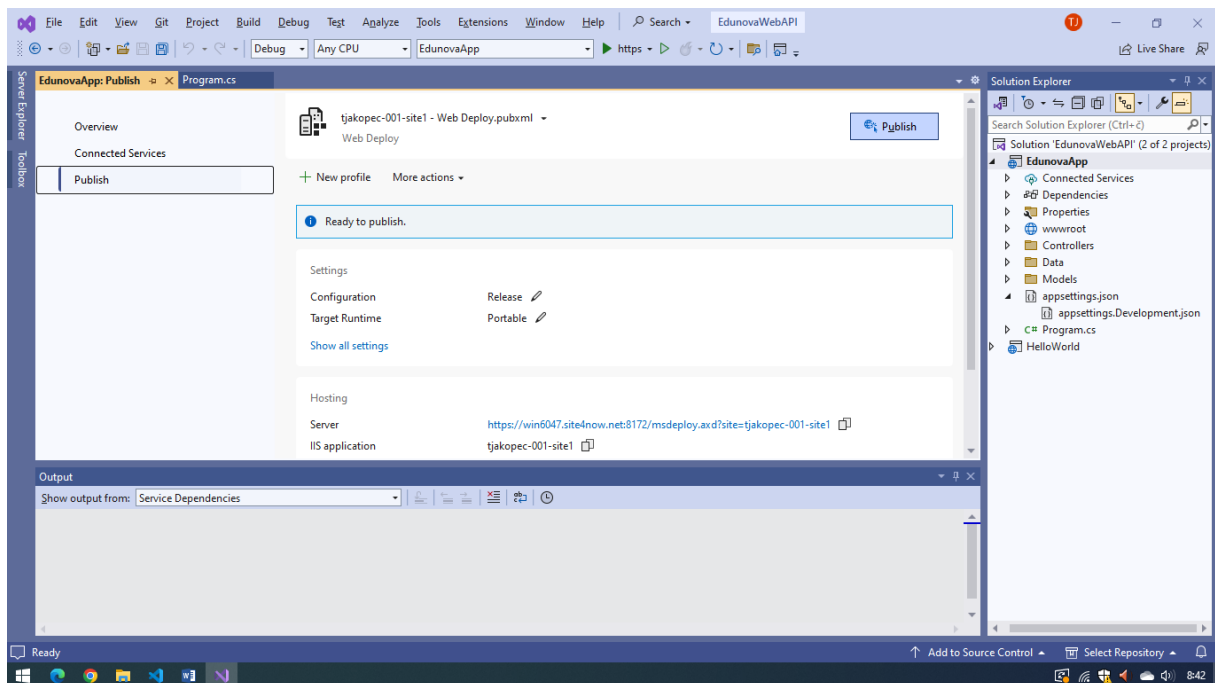 File Edit View Git Project Build Debug Test Analyze Tools Extensions Window Help Search EdunovaWebAPI TJ
Debug Any CPU EdunovaApp https Live Share
Server Explorer
Toolbox
EdunovaApp: Publish Program.cs
Overview
Connected Services
Publish
tjakopec-001-site1 - Web Deploy.pubxml
Web Deploy
Publish
New profile More actions
Ready to publish.
Settings
Configuration Release
Target Runtime Portable
Show all settings
Hosting
Server https://win6047.site4now.net:8172/msdeploy.axd?site=tjakopec-001-site1
IIS application tjakopec-001-site1
Output
Show output from: Service Dependencies
Solution Explorer
Search Solution Explorer (Ctrl+č)
Solution 'EdunovaWebAPI' (2 of 2 projects)
EdunovaApp
Connected Services
Dependencies
Properties
wwwroot
Controllers
Data
Models
appsettings.json
appsettings.Development.json
C# Program.cs
HelloWorld
Ready Add to Source Control Select Repository
8:42